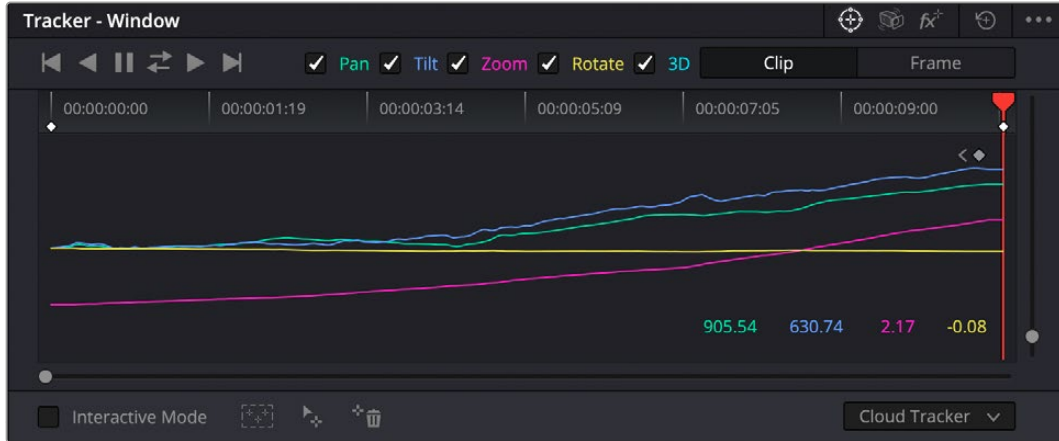 Tracker - Window
Pan Tilt Zoom Rotate 3D Clip Frame
00:00:00:00 00:00:01:19 00:00:03:14 00:00:05:09 00:00:07:05 00:00:09:00
905.54 630.74 2.17 -0.08
Interactive Mode Cloud Tracker